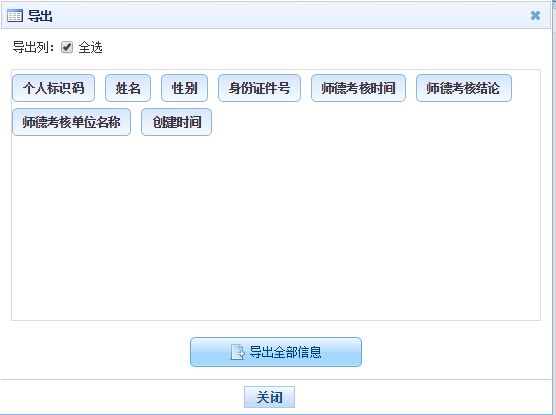 导出
导出列： 全选
个人标识码 姓名 性别 身份证件号 师德考核时间 师德考核结论
师德考核单位名称 创建时间
导出全部信息
关闭